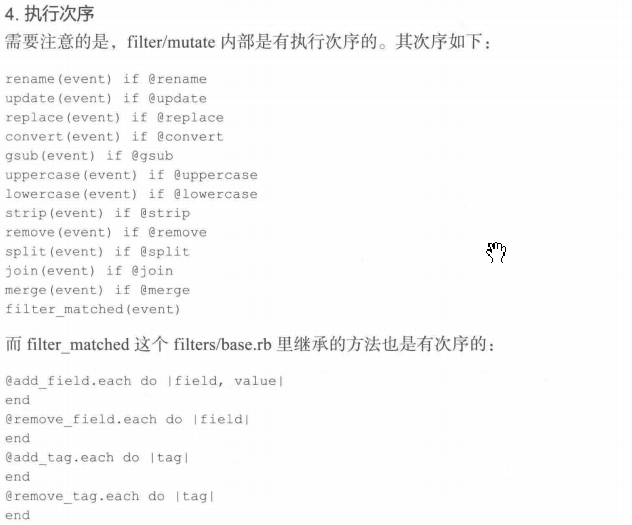 4. 执行次序
需要注意的是，filter/mutate 内部是有执行次序的。其次序如下：
rename(event) if @rename
update(event) if @update
replace(event) if @replace
convert(event) if @convert
gsub(event) if @gsub
uppercase(event) if @uppercase
lowercase(event) if @lowercase
strip(event) if @strip
remove(event) if @remove
split(event) if @split
join(event) if @join
merge(event) if @merge
filter_matched(event)
而 filter_matched 这个 filters/base.rb 里继承的方法也是有次序的：
@add_field.each do |field, value|
end
@remove_field.each do |field|
end
@add_tag.each do |tag|
end
@remove_tag.each do |tag|
end